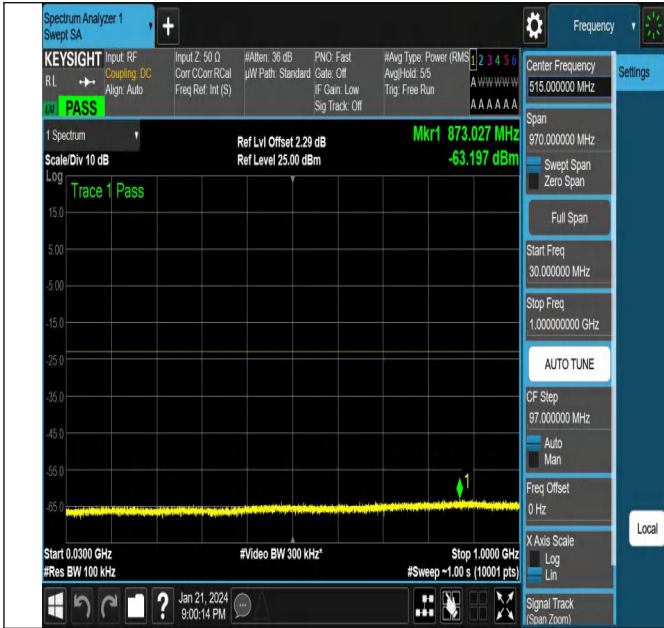 Spectrum Analyzer 1
Swept SA
+
Frequency
KEYSIGHT
RL
LXI
PASS
Input: RF
Coupling: DC
Align: Auto
Input Z: 50 Ω
Corr CCorr RCal
Freq Ref: Int (S)
#Atten: 36 dB
µW Path: Standard
PNO: Fast
Gate: Off
IF Gain: Low
Sig Track: Off
#Avg Type: Power (RMS
Avg|Hold: 5/5
Trig: Free Run
1 2 3 4 5 6
A W W W W W
A A A A A A
1 Spectrum
Scale/Div 10 dB
Ref Lvl Offset 2.29 dB
Ref Level 25.00 dBm
Mkr1 873.027 MHz
-63.197 dBm
Log
Trace 1 Pass
15.0
5.00
-5.00
-15.0
-25.0
-35.0
-45.0
-55.0
-65.0
1
Start 0.0300 GHz
#Res BW 100 kHz
#Video BW 300 kHz*
Stop 1.0000 GHz
#Sweep ~1.00 s (10001 pts)
Jan 21, 2024
9:00:14 PM
?
Center Frequency
515.000000 MHz
Settings
Span
970.000000 MHz
Swept Span
Zero Span
Full Span
Start Freq
30.000000 MHz
Stop Freq
1.000000000 GHz
AUTO TUNE
CF Step
97.000000 MHz
Auto
Man
Freq Offset
0 Hz
Local
X Axis Scale
Log
Lin
Signal Track
(Span Zoom)